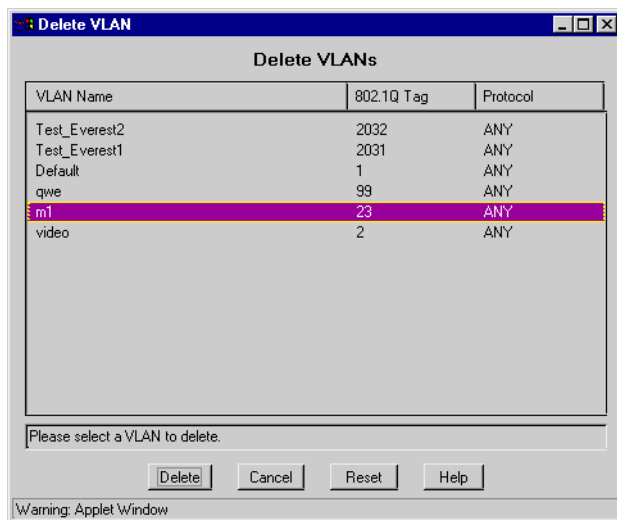 Delete VLAN
Delete VLANs
VLAN Name 802.1Q Tag Protocol
Test_Everest2 2032 ANY
Test_Everest1 2031 ANY
Default 1 ANY
qwe 99 ANY
m1 23 ANY
video 2 ANY
Please select a VLAN to delete.
Delete Cancel Reset Help
Warning: Applet Window